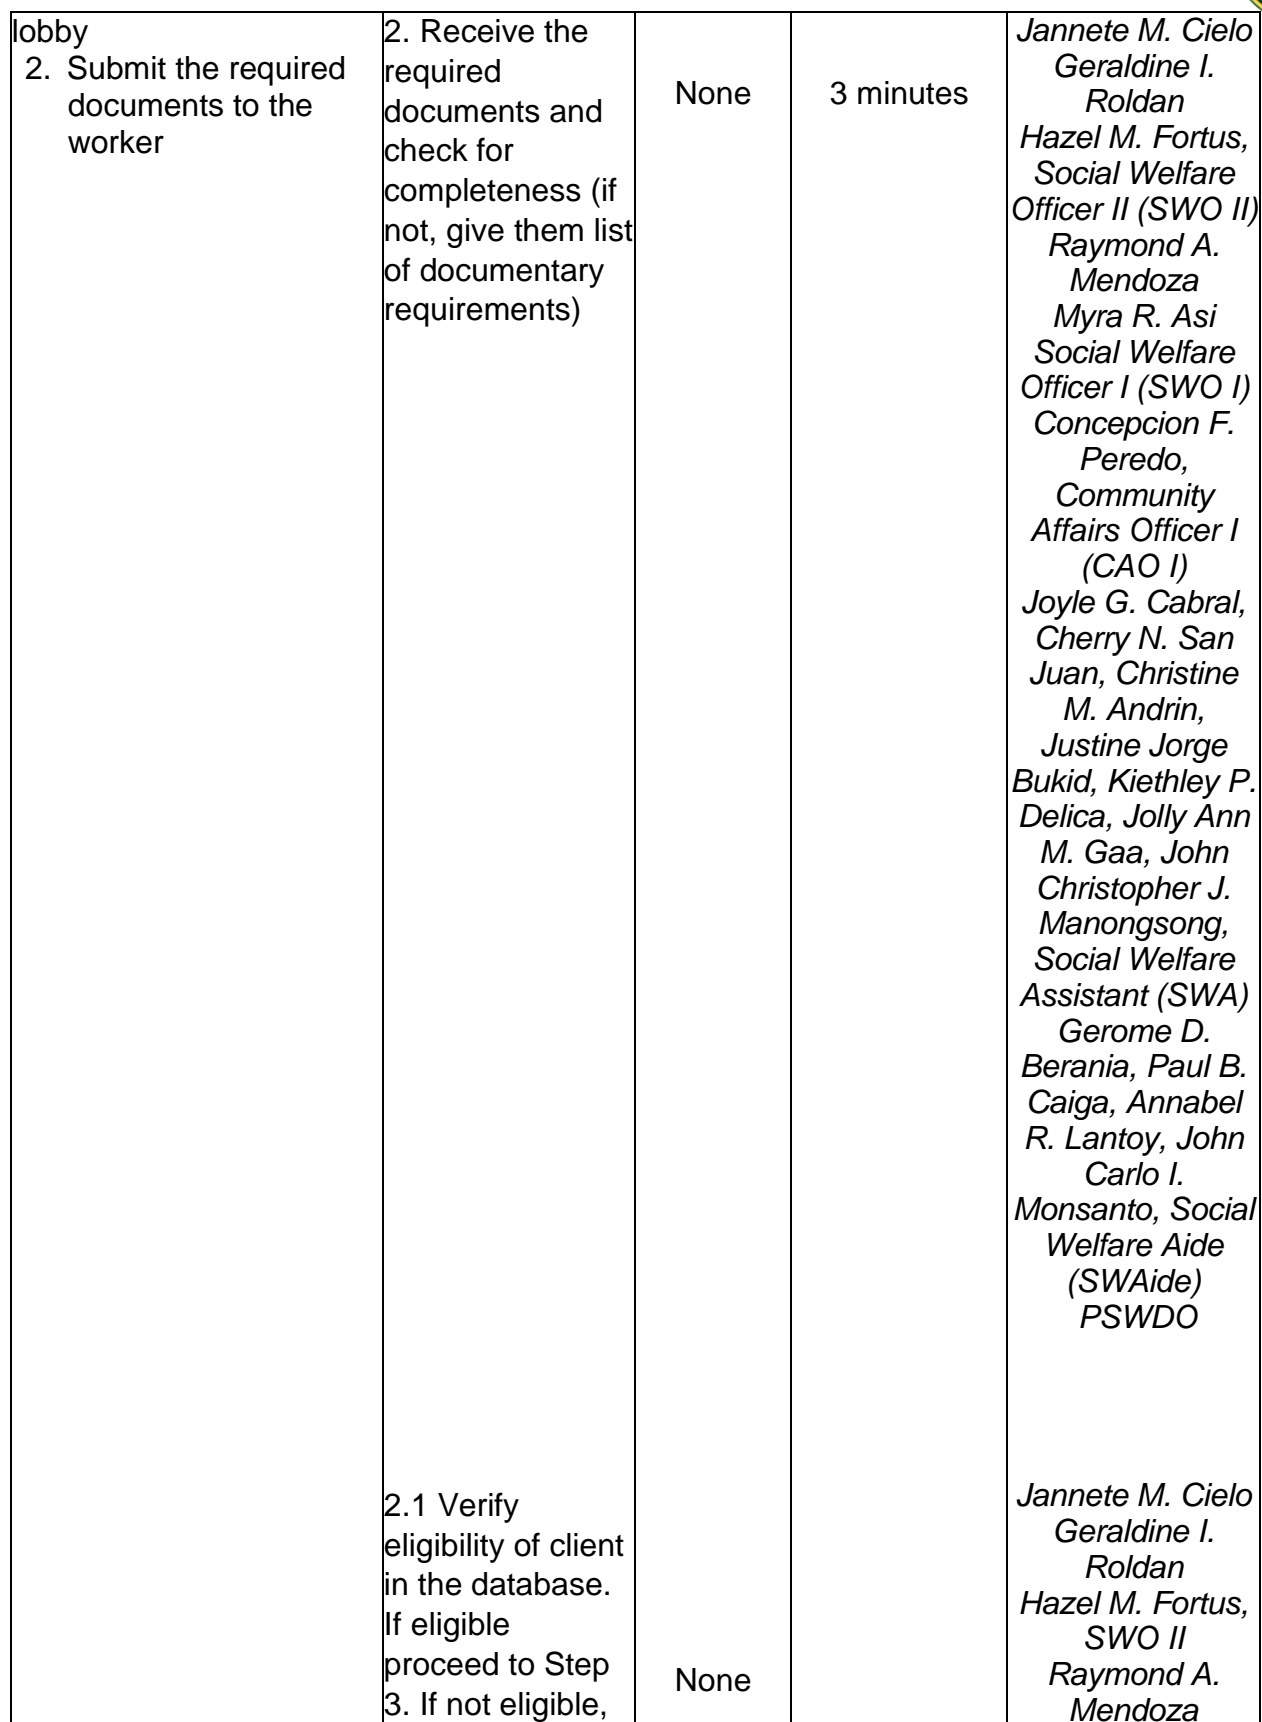 lobby
2. Submit the required
documents to the
worker
2. Receive the
required
documents and
check for
completeness (if
not, give them list
of documentary
requirements)
None
3 minutes
Jannete M. Cielo
Geraldine I.
Roldan
Hazel M. Fortus,
Social Welfare
Officer II (SWO II)
Raymond A.
Mendoza
Myra R. Asi
Social Welfare
Officer I (SWO I)
Concepcion F.
Peredo,
Community
Affairs Officer I
(CAO I)
Joyle G. Cabral,
Cherry N. San
Juan, Christine
M. Andrin,
Justine Jorge
Bukid, Kiethley P.
Delica, Jolly Ann
M. Gaa, John
Christopher J.
Manongsong,
Social Welfare
Assistant (SWA)
Gerome D.
Berania, Paul B.
Caiga, Annabel
R. Lantoy, John
Carlo I.
Monsanto, Social
Welfare Aide
(SWAide)
PSWDO
2.1 Verify
eligibility of client
in the database.
If eligible
proceed to Step
3. If not eligible,
None
Jannete M. Cielo
Geraldine I.
Roldan
Hazel M. Fortus,
SWO II
Raymond A.
Mendoza